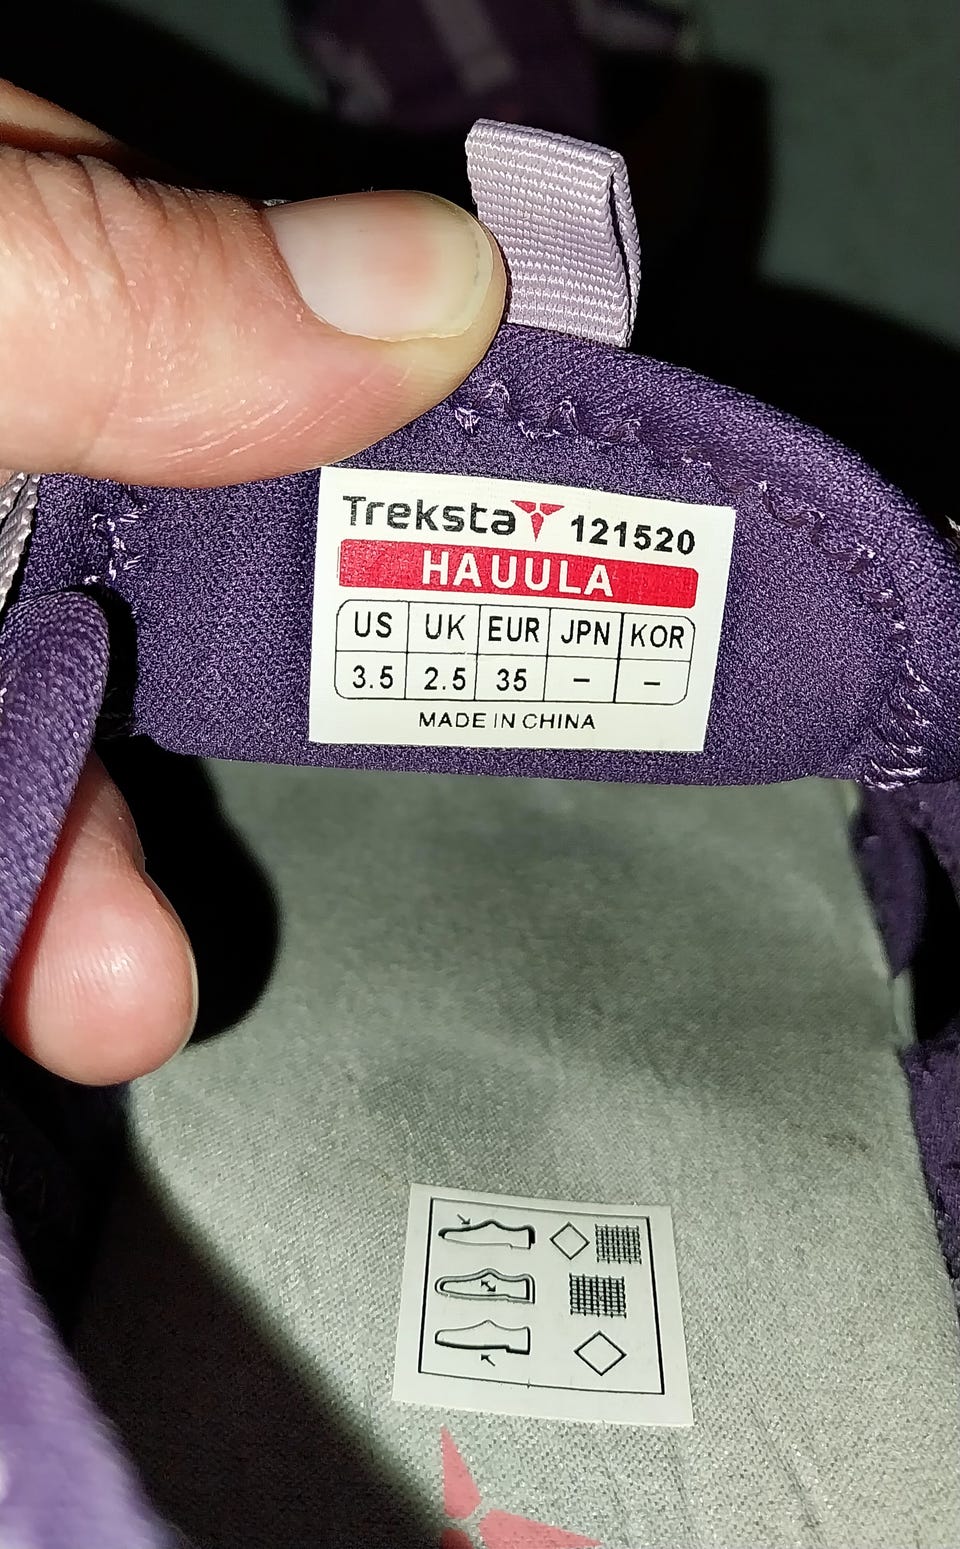 Treksta 121520
HAUULA
US UK EUR JPN KOR
3.5 2.5 35 – –
MADE IN CHINA